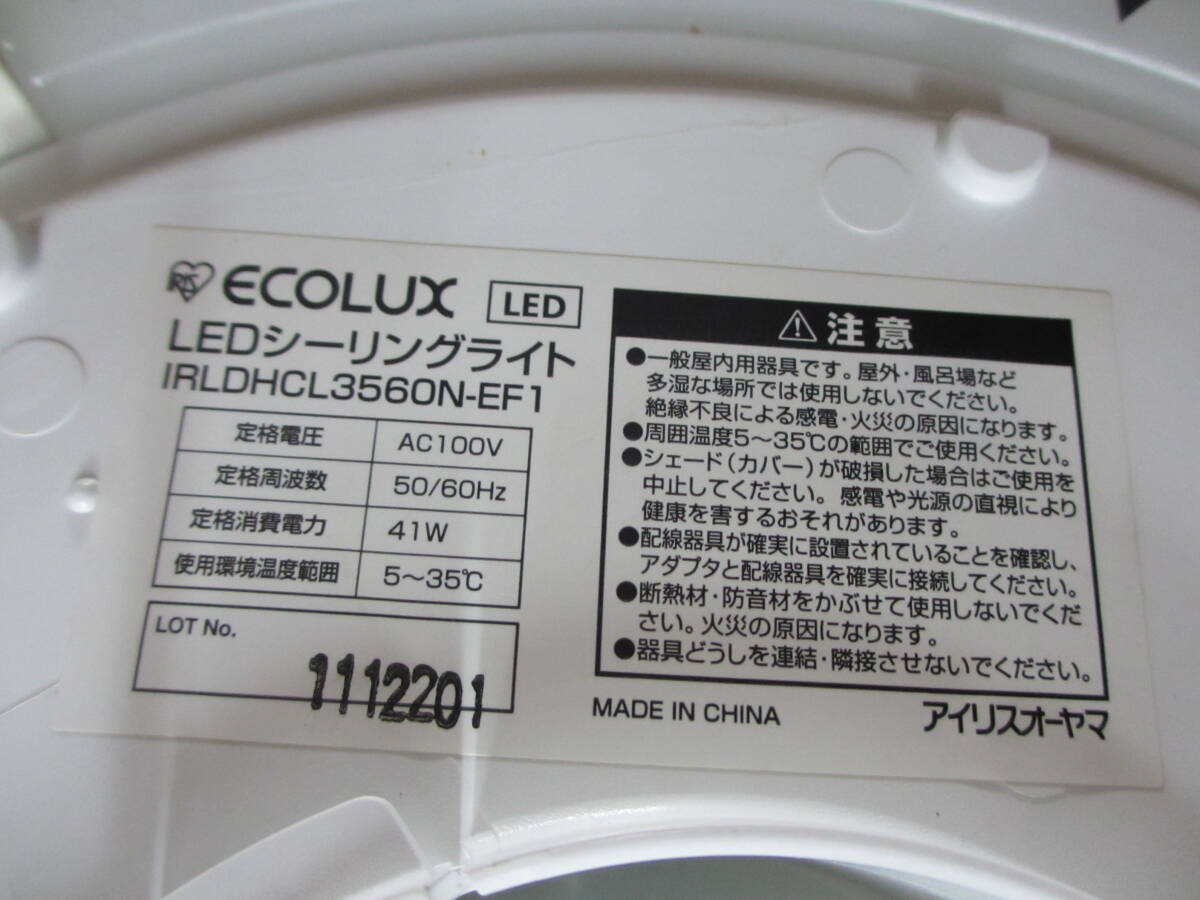 IRIS ECOLUX LED
LEDシーリングライト
IRLDHCL3560N-EF1
定格電圧 AC100V
定格周波数 50/60Hz
定格消費電力 41W
使用環境温度範囲 5〜35℃
LOT No.
1112201
⚠注意
●一般屋内用器具です。屋外・風呂場など
多湿な場所では使用しないでください。
絶縁不良による感電・火災の原因になります。
●周囲温度5〜35℃の範囲でご使用ください。
●シェード(カバー)が破損した場合はご使用を
中止してください。感電や光源の直視により
健康を害するおそれがあります。
●配線器具が確実に設置されていることを確認し、
アダプタと配線器具を確実に接続してください。
●断熱材・防音材をかぶせて使用しないでくだ
さい。火災の原因になります。
●器具どうしを連結・隣接させないでください。
MADE IN CHINA
アイリスオーヤマ